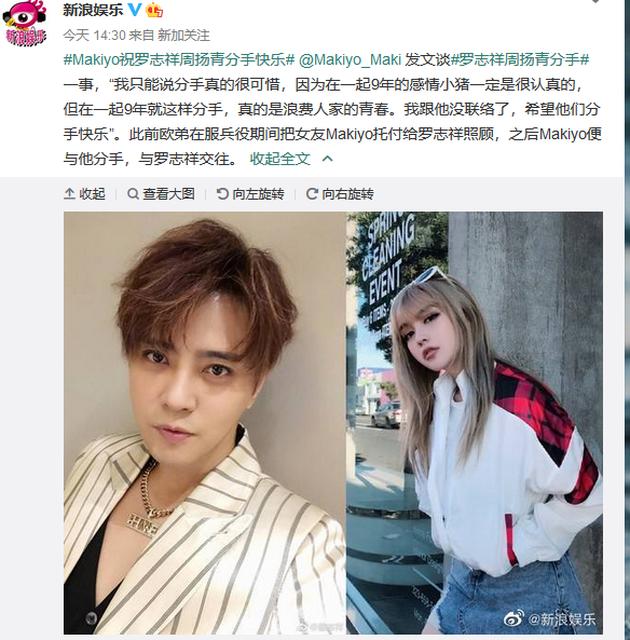 新浪娱乐
今天 14:30 来自 新加关注
#Makiyo祝罗志祥周扬青分手快乐# @Makiyo_Maki 发文谈#罗志祥周扬青分手#
一事，“我只能说分手真的很可惜，因为在一起9年的感情小猪一定是很认真的，
但在一起9年就这样分手，真的是浪费人家的青春。我跟他没联络了，希望他们分
手快乐”。此前欧弟在服兵役期间把女友Makiyo托付给罗志祥照顾，之后Makiyo便
与他分手，与罗志祥交往。 收起全文
收起 查看大图 向左旋转 向右旋转
SPRING
CLEANING
EVENT
@新浪娱乐